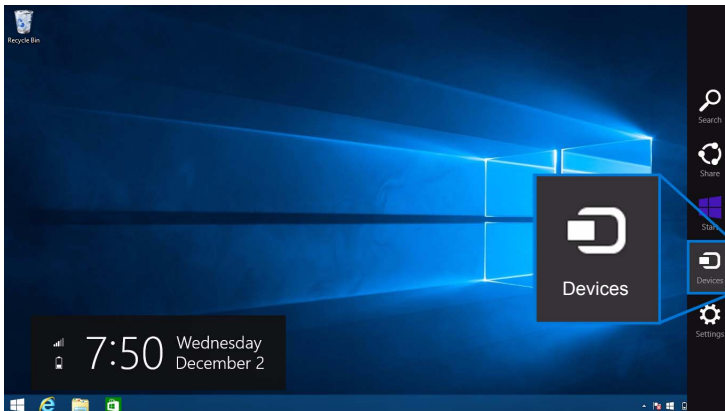 Recycle Bin
Search
Share
Start
Devices
Devices
Settings
7:50
Wednesday
December 2